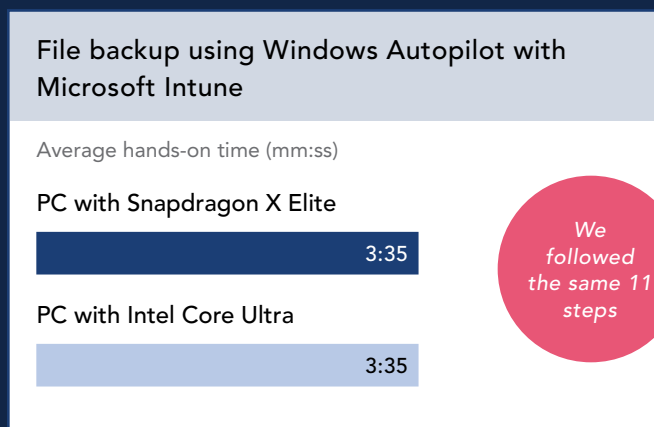 File backup using Windows Autopilot with
Microsoft Intune
Average hands-on time (mm:ss)
PC with Snapdragon X Elite
3:35
We
followed
the same 11
steps
PC with Intel Core Ultra
3:35